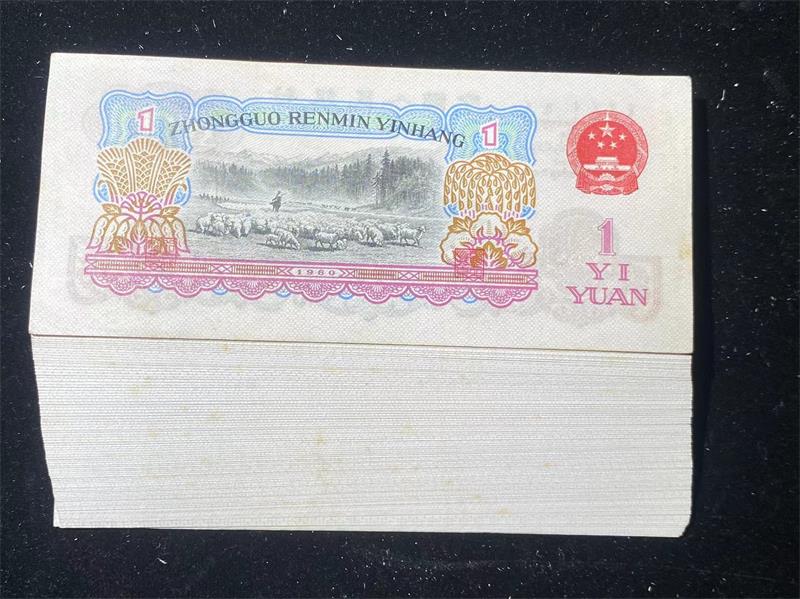 1
1
ZHONGGUO RENMIN YINHANG
1
YI
YUAN
1960